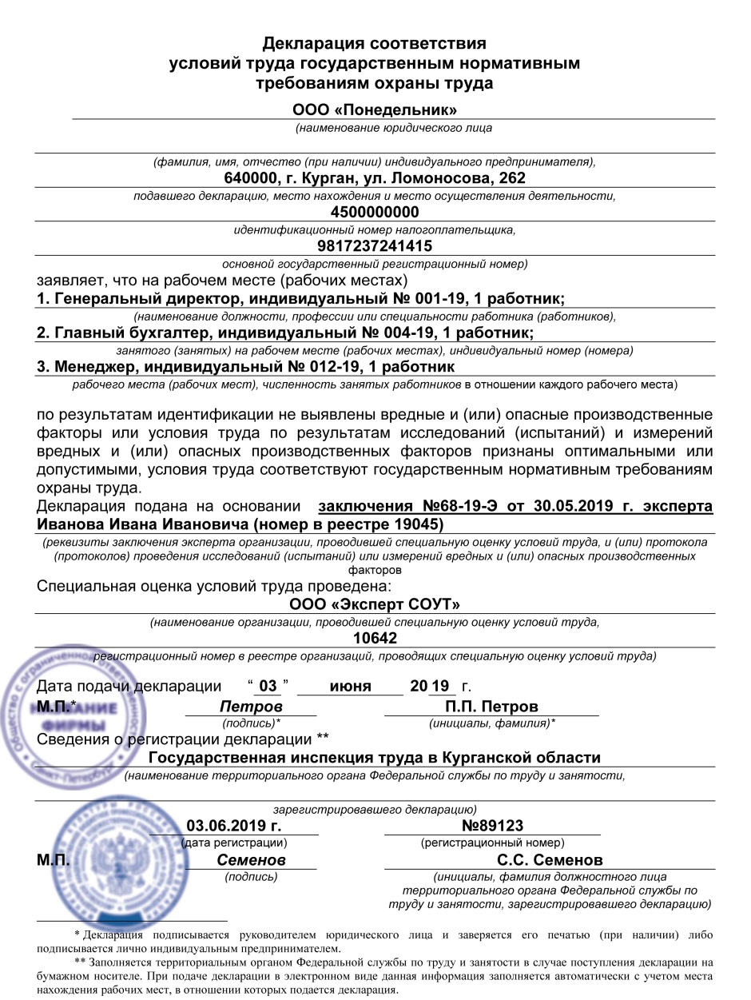 Декларация соответствия
условий труда государственным нормативным
требованиям охраны труда
ООО «Понедельник»
(наименование юридического лица
(фамилия, имя, отчество (при наличии) индивидуального предпринимателя),
640000, г. Курган, ул. Ломоносова, 262
подавшего декларацию, место нахождения и место осуществления деятельности,
4500000000
идентификационный номер налогоплательщика,
9817237241415
основной государственный регистрационный номер)
заявляет, что на рабочем месте (рабочих местах)
1. Генеральный директор, индивидуальный № 001-19, 1 работник;
(наименование должности, профессии или специальности работника (работников),
2. Главный бухгалтер, индивидуальный № 004-19, 1 работник;
занятого (занятых) на рабочем месте (рабочих местах), индивидуальный номер (номера)
3. Менеджер, индивидуальный № 012-19, 1 работник
рабочего места (рабочих мест), численность занятых работников в отношении каждого рабочего места)
по результатам идентификации не выявлены вредные и (или) опасные производственные
факторы или условия труда по результатам исследований (испытаний) и измерений
вредных и (или) опасных производственных факторов признаны оптимальными или
допустимыми, условия труда соответствуют государственным нормативным требованиям
охраны труда.
Декларация подана на основании заключения №68-19-Э от 30.05.2019 г. эксперта
Иванова Ивана Ивановича (номер в реестре 19045)
(реквизиты заключения эксперта организации, проводившей специальную оценку условий труда, и (или) протокола
(протоколов) проведения исследований (испытаний) или измерений вредных и (или) опасных производственных
факторов
Специальная оценка условий труда проведена:
ООО «Эксперт СОУТ»
(наименование организации, проводившей специальную оценку условий труда,
10642
регистрационный номер в реестре организаций, проводящих специальную оценку условий труда)
Дата подачи декларации “ 03 ” июня 20 19 г.
М.П.* Петров П.П. Петров
(подпись)* (инициалы, фамилия)*
Общество с ограниченной ответственностью
НАЗВАНИЕ
ФИРМЫ
Санкт-Петербург
Сведения о регистрации декларации **
Государственная инспекция труда в Курганской области
(наименование территориального органа Федеральной службы по труду и занятости,
зарегистрировавшего декларацию)
03.06.2019 г. №89123
(дата регистрации) (регистрационный номер)
М.П. Семенов С.С. Семенов
(подпись) (инициалы, фамилия должностного лица
территориального органа Федеральной службы по
труду и занятости, зарегистрировавшего декларацию)
* Декларация подписывается руководителем юридического лица и заверяется его печатью (при наличии) либо
подписывается лично индивидуальным предпринимателем.
** Заполняется территориальным органом Федеральной службы по труду и занятости в случае поступления декларации на
бумажном носителе. При подаче декларации в электронном виде данная информация заполняется автоматически с учетом места
нахождения рабочих мест, в отношении которых подается декларация.